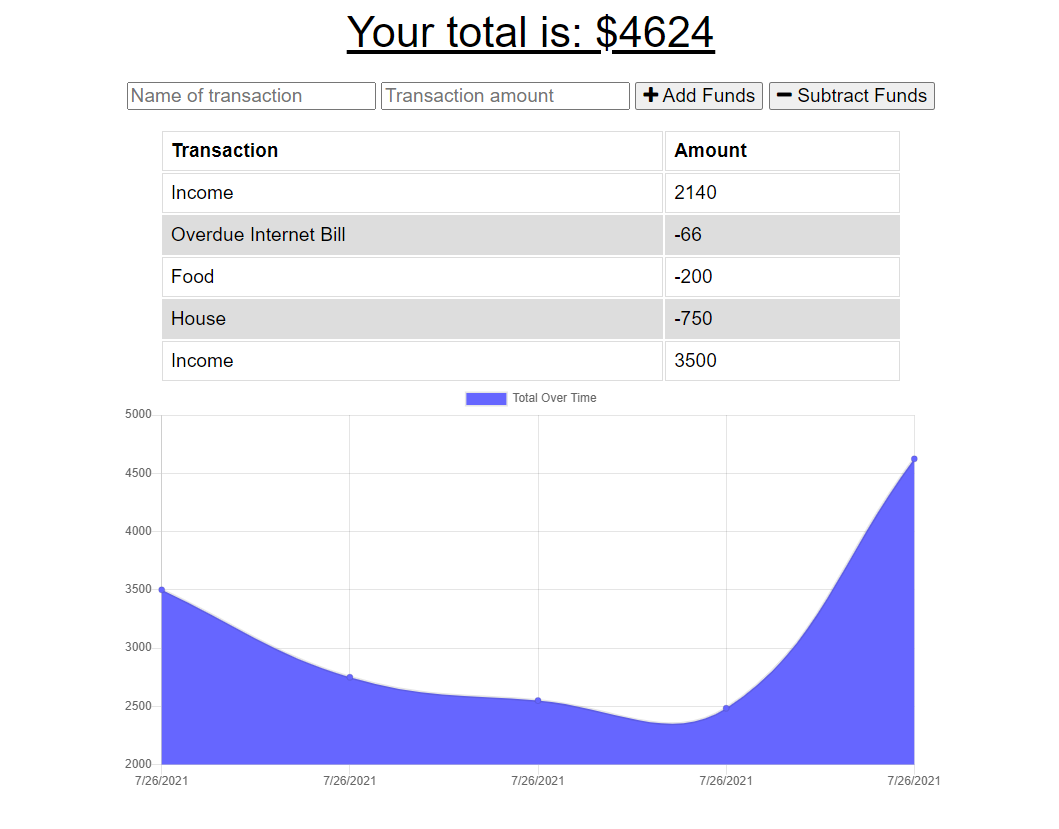 Your total is: $4624
Name of transaction Transaction amount Add Funds Subtract Funds
Transaction Amount
Income 2140
Overdue Internet Bill -66
Food -200
House -750
Income 3500
Total Over Time
5000
4500
4000
3500
3000
2500
2000
7/26/2021 7/26/2021 7/26/2021 7/26/2021 7/26/2021